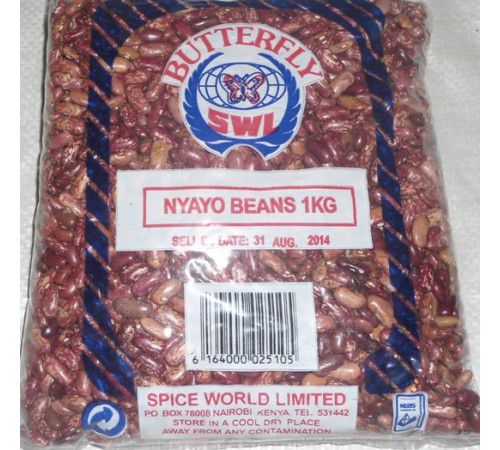 BUTTERFLY
SWL
NYAYO BEANS 1KG
SELL BY DATE: 31 AUG. 2014
6 164000 025105
SPICE WORLD LIMITED
PO BOX 78008 NAIROBI KENYA, TEL. 531442
STORE IN A COOL DRY PLACE
AWAY FROM ANY CONTAMINATION